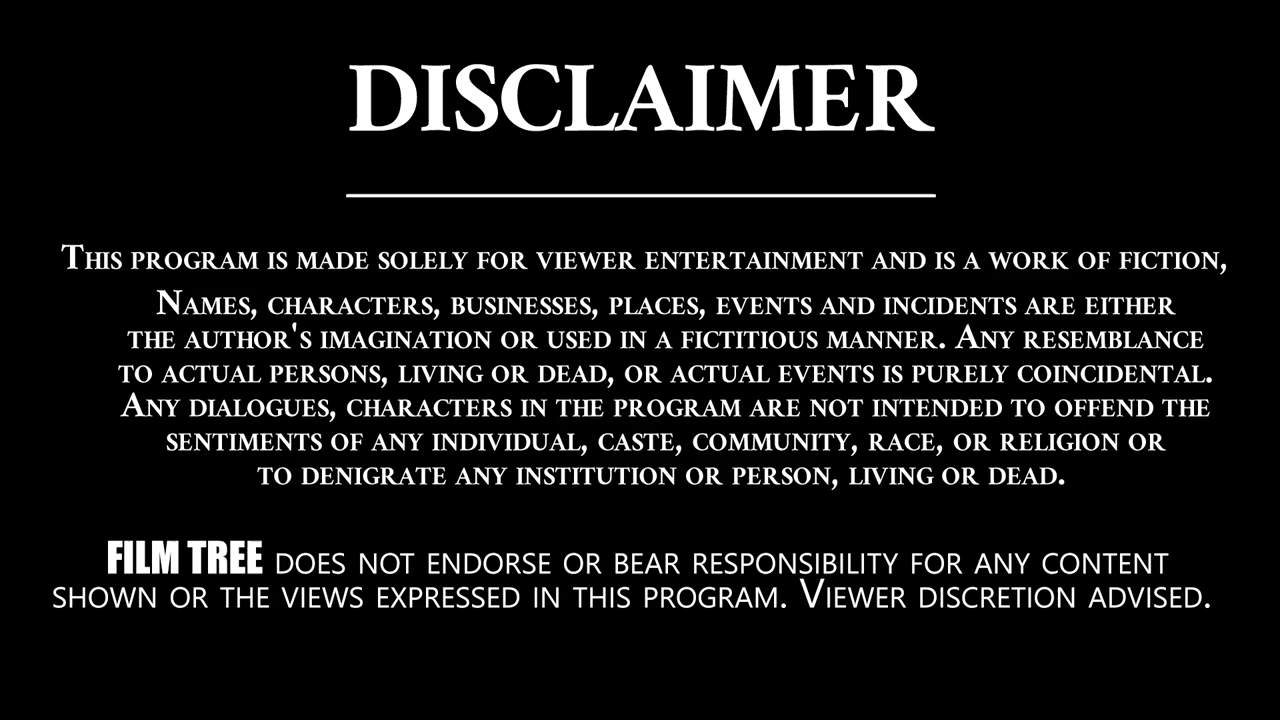 DISCLAIMER
This program is made solely for viewer entertainment and is a work of fiction,
Names, characters, businesses, places, events and incidents are either
the author's imagination or used in a fictitious manner. Any resemblance
to actual persons, living or dead, or actual events is purely coincidental.
Any dialogues, characters in the program are not intended to offend the
sentiments of any individual, caste, community, race, or religion or
to denigrate any institution or person, living or dead.
FILM TREE does not endorse or bear responsibility for any content
shown or the views expressed in this program. Viewer discretion advised.